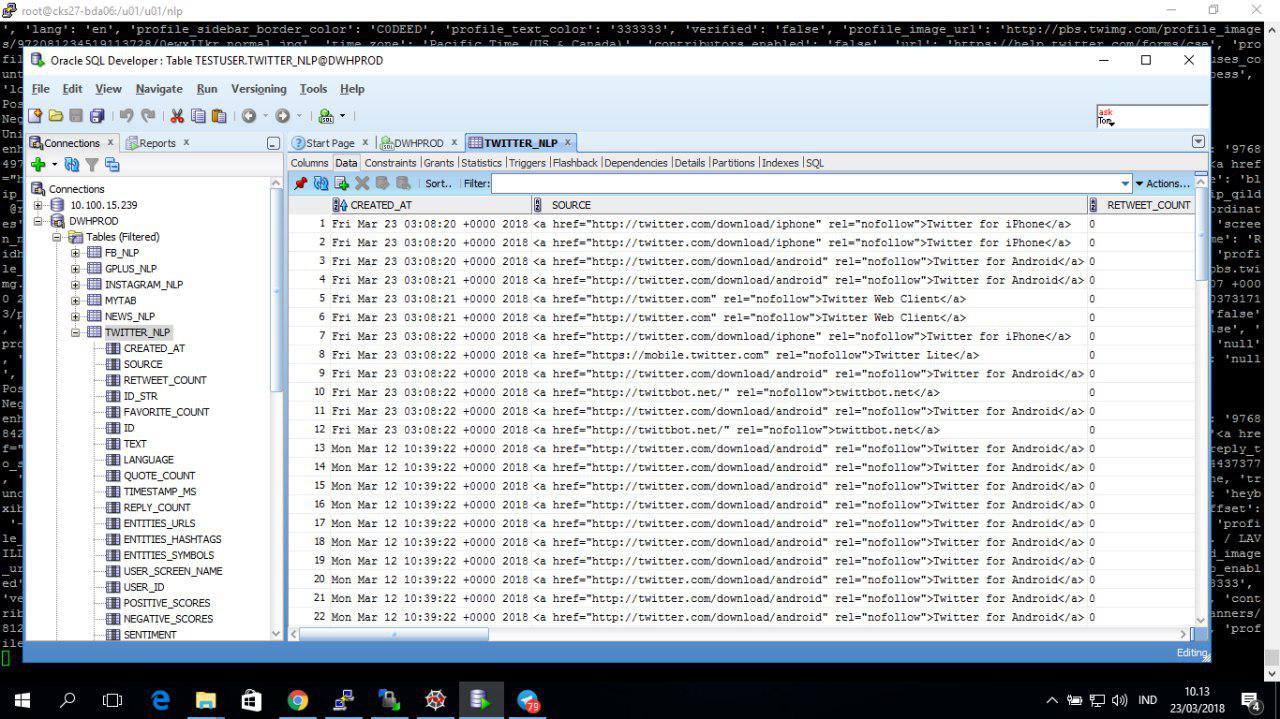 root@cks27-bda06:/u01/u01/nlp
', 'lang': 'en', 'profile_sidebar_border_color': 'C0DEED', 'profile_text_color': '333333', 'verified': 'false', 'profile_image_url': 'http://pbs.twimg.com/profile_image
Oracle SQL Developer : Table TESTUSER.TWITTER_NLP@DWHPROD
File Edit View Navigate Run Versioning Tools Help
Connections x Reports x
Start Page x DWHPROD x TWITTER_NLP x
Columns Data Constraints Grants Statistics Triggers Flashback Dependencies Details Partitions Indexes SQL
Sort.. Filter: Actions...
Connections
10.100.15.239
DWHPROD
Tables (Filtered)
FB_NLP
GPLUS_NLP
INSTAGRAM_NLP
MYTAB
NEWS_NLP
TWITTER_NLP
CREATED_AT
SOURCE
RETWEET_COUNT
ID_STR
FAVORITE_COUNT
ID
TEXT
LANGUAGE
QUOTE_COUNT
TIMESTAMP_MS
REPLY_COUNT
ENTITIES_URLS
ENTITIES_HASHTAGS
ENTITIES_SYMBOLS
USER_SCREEN_NAME
USER_ID
POSITIVE_SCORES
NEGATIVE_SCORES
SENTIMENT
CREATED_AT SOURCE RETWEET_COUNT
1 Fri Mar 23 03:08:20 +0000 2018 <a href="http://twitter.com/download/iphone" rel="nofollow">Twitter for iPhone</a> 0
2 Fri Mar 23 03:08:20 +0000 2018 <a href="http://twitter.com/download/iphone" rel="nofollow">Twitter for iPhone</a> 0
3 Fri Mar 23 03:08:20 +0000 2018 <a href="http://twitter.com/download/android" rel="nofollow">Twitter for Android</a> 0
4 Fri Mar 23 03:08:21 +0000 2018 <a href="http://twitter.com/download/android" rel="nofollow">Twitter for Android</a> 0
5 Fri Mar 23 03:08:21 +0000 2018 <a href="http://twitter.com" rel="nofollow">Twitter Web Client</a> 0
6 Fri Mar 23 03:08:21 +0000 2018 <a href="http://twitter.com" rel="nofollow">Twitter Web Client</a> 0
7 Fri Mar 23 03:08:22 +0000 2018 <a href="http://twitter.com/download/iphone" rel="nofollow">Twitter for iPhone</a> 0
8 Fri Mar 23 03:08:22 +0000 2018 <a href="https://mobile.twitter.com" rel="nofollow">Twitter Lite</a> 0
9 Fri Mar 23 03:08:22 +0000 2018 <a href="http://twitter.com/download/android" rel="nofollow">Twitter for Android</a> 0
10 Fri Mar 23 03:08:22 +0000 2018 <a href="http://twittbot.net/" rel="nofollow">twittbot.net</a> 0
11 Fri Mar 23 03:08:22 +0000 2018 <a href="http://twitter.com/download/android" rel="nofollow">Twitter for Android</a> 0
12 Fri Mar 23 03:08:22 +0000 2018 <a href="http://twittbot.net/" rel="nofollow">twittbot.net</a> 0
13 Mon Mar 12 10:39:22 +0000 2018 <a href="http://twitter.com/download/android" rel="nofollow">Twitter for Android</a> 0
14 Mon Mar 12 10:39:22 +0000 2018 <a href="http://twitter.com/download/android" rel="nofollow">Twitter for Android</a> 0
15 Mon Mar 12 10:39:22 +0000 2018 <a href="http://twitter.com/download/android" rel="nofollow">Twitter for Android</a> 0
16 Mon Mar 12 10:39:22 +0000 2018 <a href="http://twitter.com/download/android" rel="nofollow">Twitter for Android</a> 0
17 Mon Mar 12 10:39:22 +0000 2018 <a href="http://twitter.com/download/android" rel="nofollow">Twitter for Android</a> 0
18 Mon Mar 12 10:39:22 +0000 2018 <a href="http://twitter.com/download/android" rel="nofollow">Twitter for Android</a> 0
19 Mon Mar 12 10:39:22 +0000 2018 <a href="http://twitter.com/download/android" rel="nofollow">Twitter for Android</a> 0
20 Mon Mar 12 10:39:22 +0000 2018 <a href="http://twitter.com/download/android" rel="nofollow">Twitter for Android</a> 0
21 Mon Mar 12 10:39:22 +0000 2018 <a href="http://twitter.com/download/android" rel="nofollow">Twitter for Android</a> 0
22 Mon Mar 12 10:39:22 +0000 2018 <a href="http://twitter.com/download/android" rel="nofollow">Twitter for Android</a> 0
Editing
79
IND
10.13
23/03/2018
4